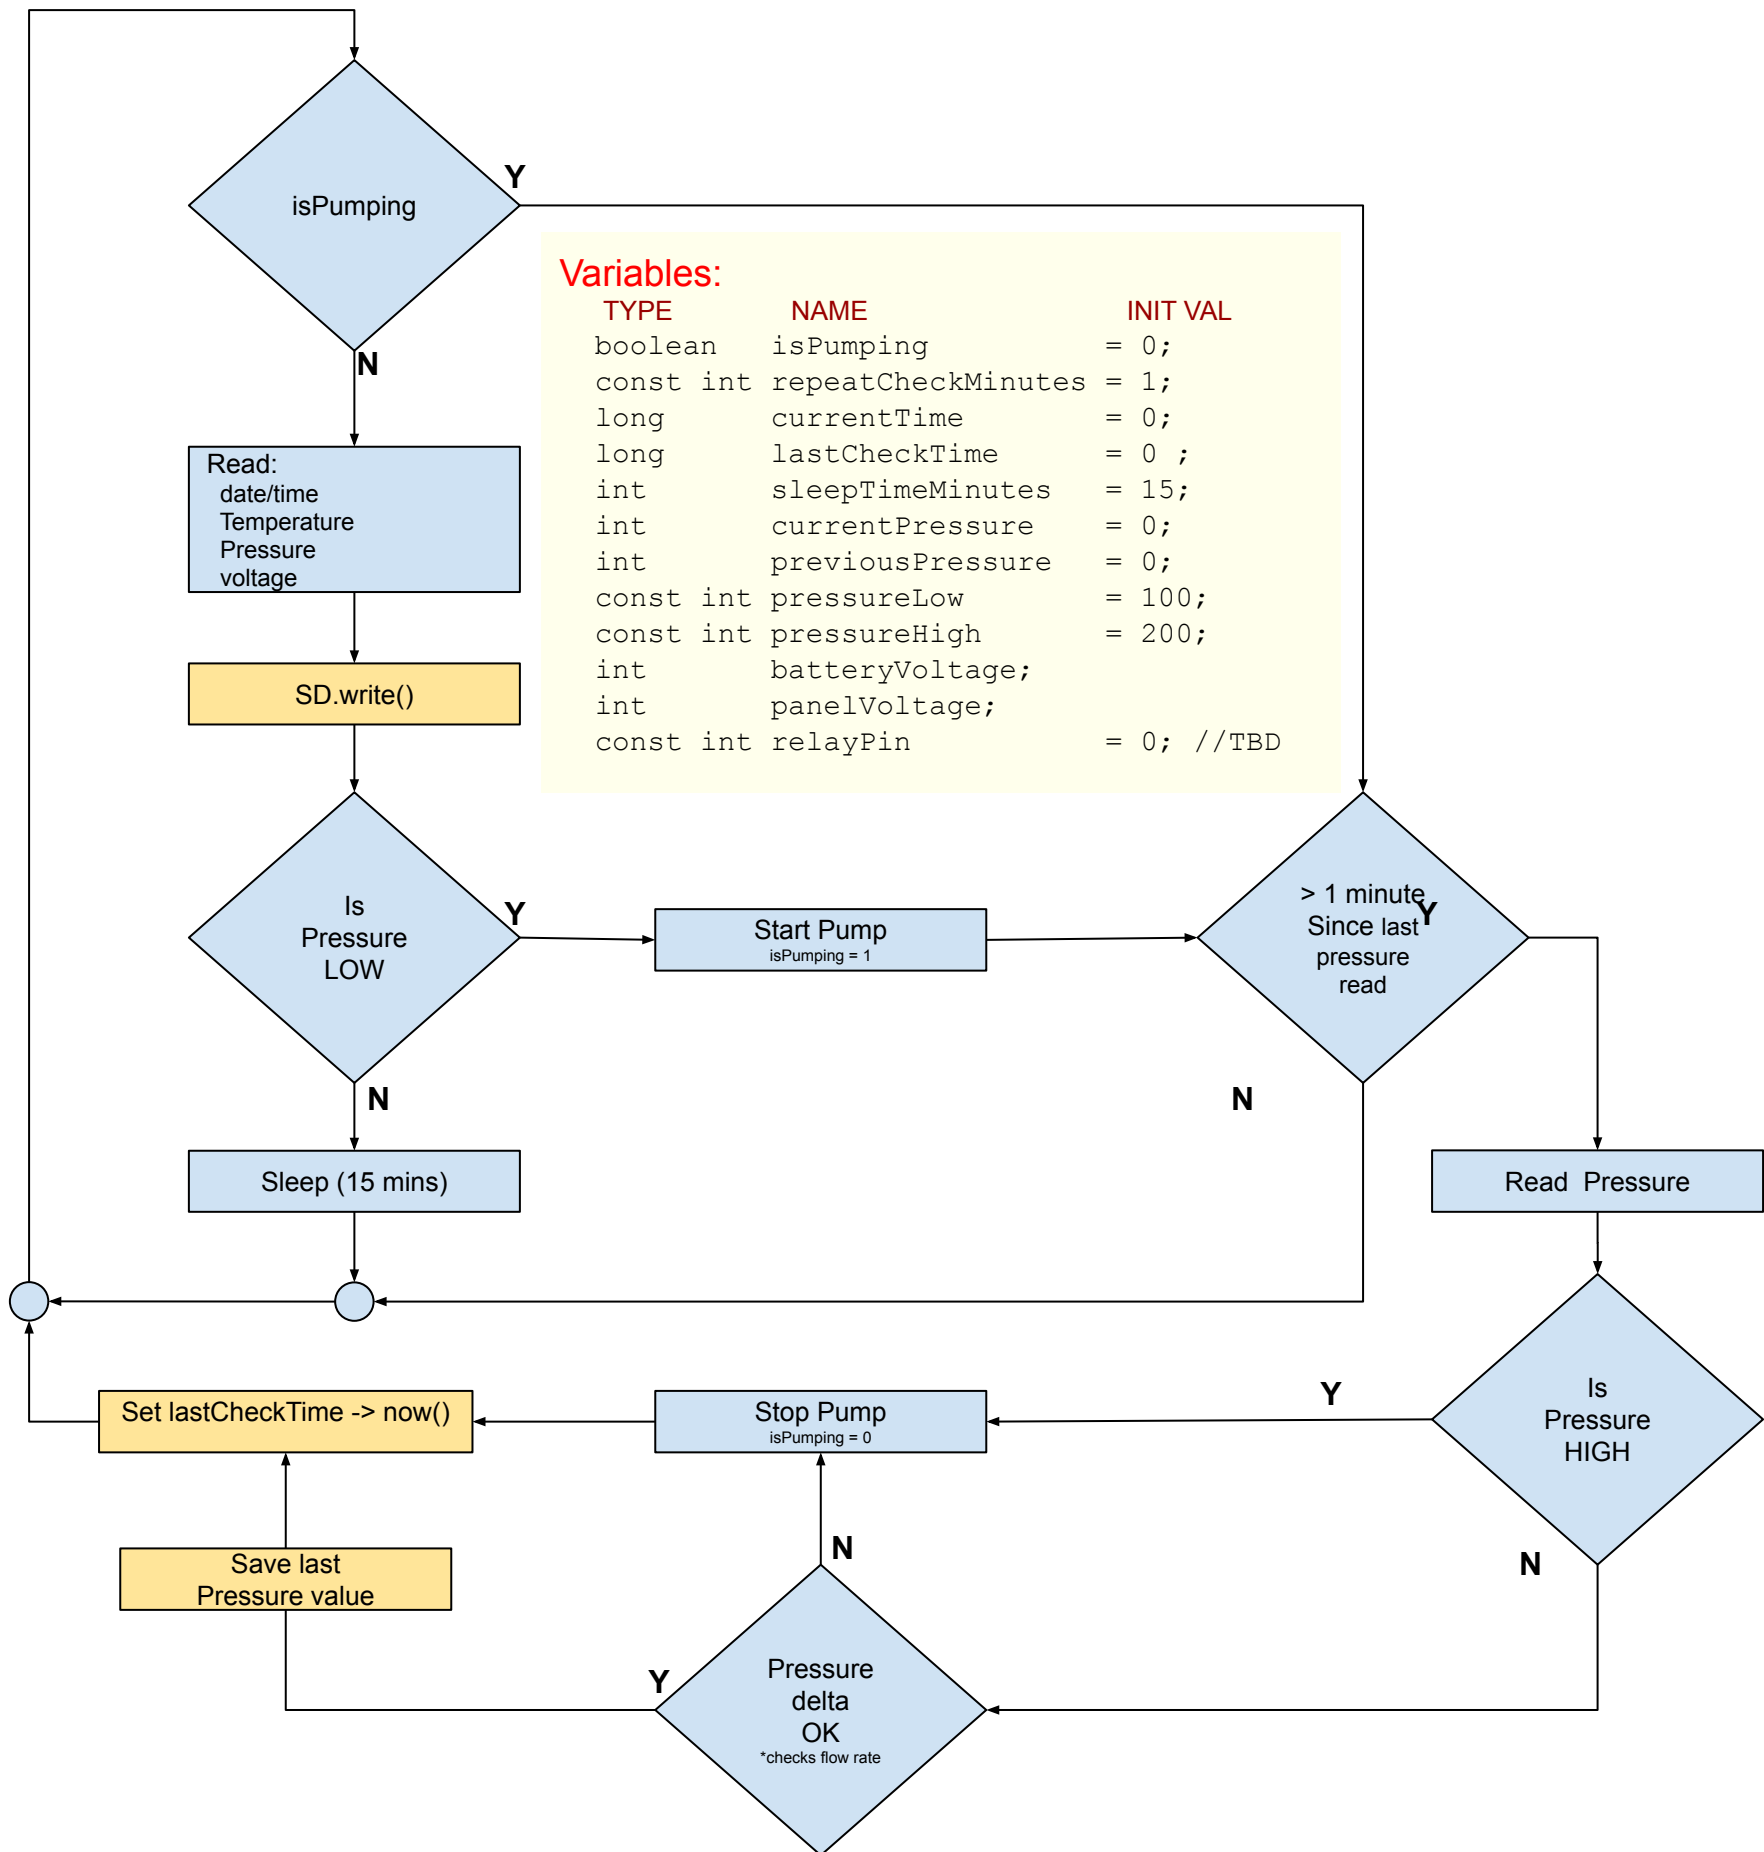 isPumping
Y
N
Variables:
TYPE NAME INIT VAL
boolean isPumping = 0;
const int repeatCheckMinutes = 1;
long currentTime = 0;
long lastCheckTime = 0 ;
int sleepTimeMinutes = 15;
int currentPressure = 0;
int previousPressure = 0;
const int pressureLow = 100;
const int pressureHigh = 200;
int batteryVoltage;
int panelVoltage;
const int relayPin = 0; //TBD
Read:
date/time
Temperature
Pressure
voltage
SD.write()
Is
Pressure
LOW
Y
N
Start Pump
isPumping = 1
> 1 minute
Since last
pressure
read
Y
N
Sleep (15 mins)
Read  Pressure
Is
Pressure
HIGH
Y
N
Stop Pump
isPumping = 0
Set lastCheckTime -> now()
Save last
Pressure value
Pressure
delta
OK
*checks flow rate
N
Y